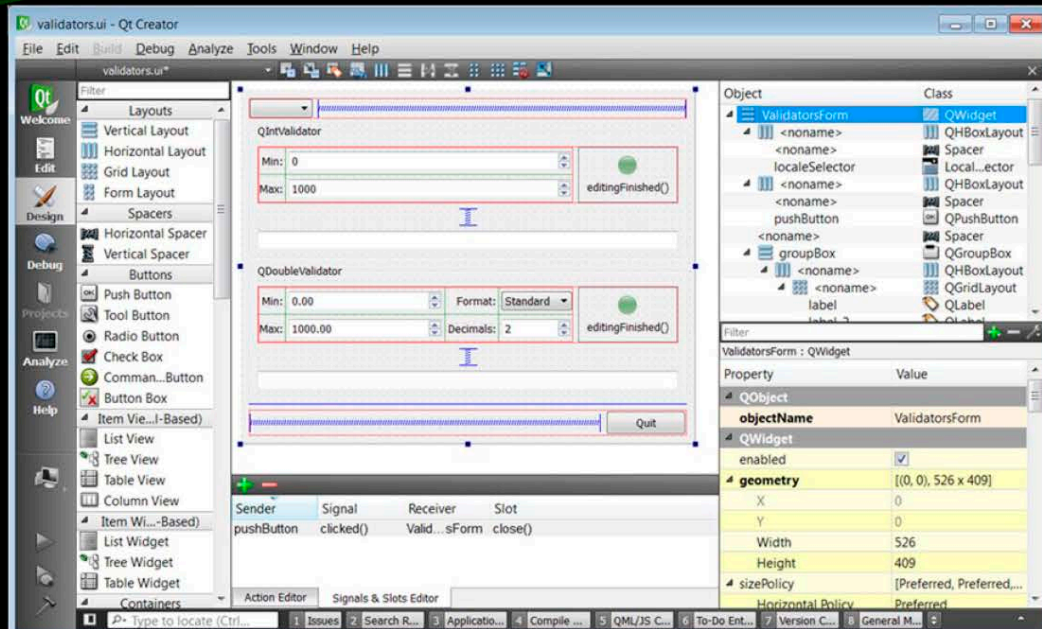 validators.ui - Qt Creator
File Edit Build Debug Analyze Tools Window Help
validators.ui*
Qt
Welcome
Edit
Design
Debug
Projects
Analyze
Help
Filter
Layouts
Vertical Layout
Horizontal Layout
Grid Layout
Form Layout
Spacers
Horizontal Spacer
Vertical Spacer
Buttons
Push Button
Tool Button
Radio Button
Check Box
Comman...Button
Button Box
Item Vie...l-Based)
List View
Tree View
Table View
Column View
Item Wi...-Based)
List Widget
Tree Widget
Table Widget
Containers
QIntValidator
Min: 0
Max: 1000
editingFinished()
QDoubleValidator
Min: 0.00 Format: Standard
Max: 1000.00 Decimals: 2
editingFinished()
Quit
Sender Signal Receiver Slot
pushButton clicked() Valid...sForm close()
Action Editor Signals & Slots Editor
Object Class
ValidatorsForm QWidget
<noname> QHBoxLayout
<noname> Spacer
localeSelector Local...ector
<noname> QHBoxLayout
<noname> Spacer
pushButton QPushButton
<noname> Spacer
groupBox QGroupBox
<noname> QHBoxLayout
<noname> QGridLayout
label QLabel
label_2 QLabel
Filter
ValidatorsForm : QWidget
Property Value
QObject
objectName ValidatorsForm
QWidget
enabled
geometry [(0, 0), 526 x 409]
X 0
Y 0
Width 526
Height 409
sizePolicy [Preferred, Preferred,...
Horizontal Policy Preferred
Type to locate (Ctrl... 1 Issues 2 Search R... 3 Applicatio... 4 Compile ... 5 QML/JS C... 6 To-Do Ent... 7 Version C... 8 General M...